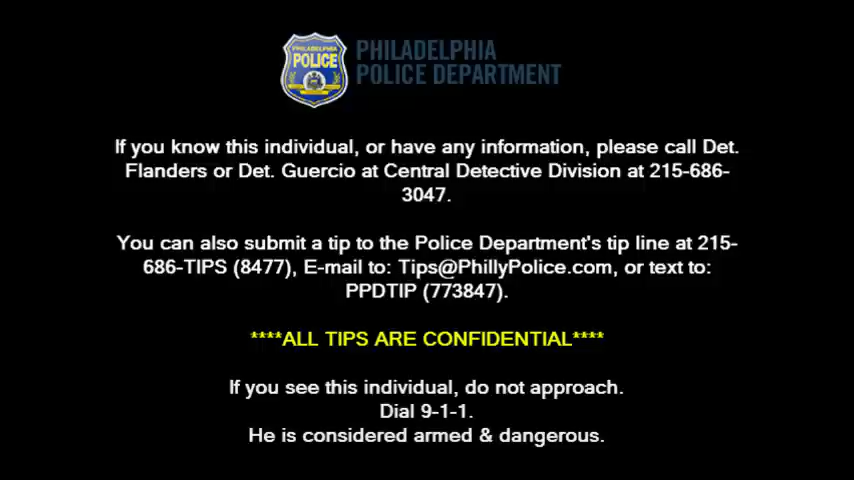 PHILADELPHIA
POLICE
PHILADELPHIA
POLICE DEPARTMENT
If you know this individual, or have any information, please call Det.
Flanders or Det. Guercio at Central Detective Division at 215-686-
3047.
You can also submit a tip to the Police Department's tip line at 215-
686-TIPS (8477), E-mail to: Tips@PhillyPolice.com, or text to:
PPDTIP (773847).
****ALL TIPS ARE CONFIDENTIAL****
If you see this individual, do not approach.
Dial 9-1-1.
He is considered armed & dangerous.